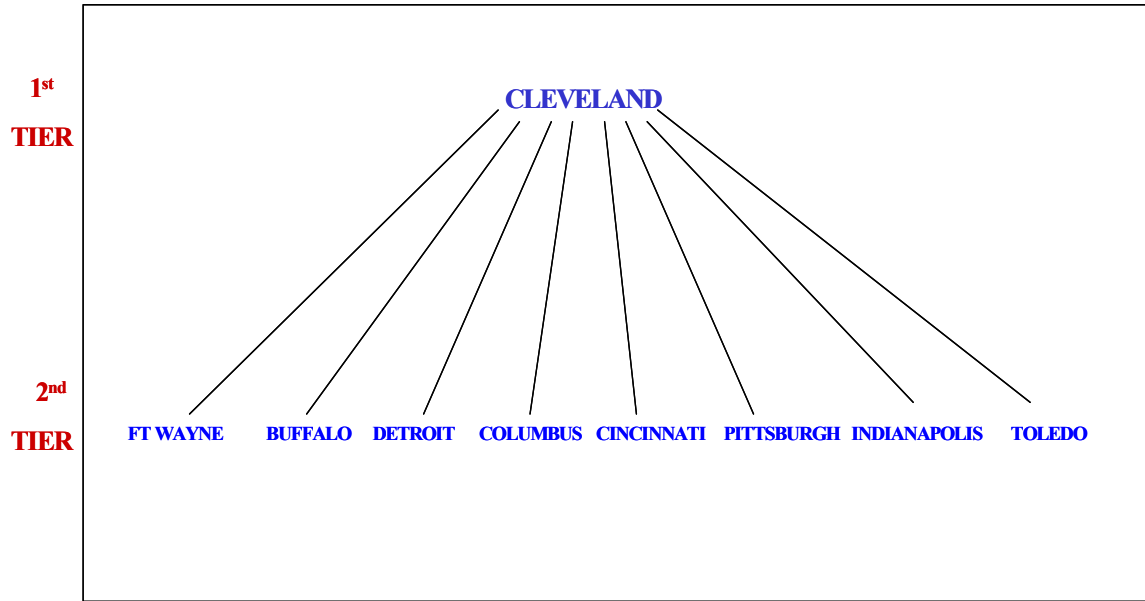 1st
TIER
CLEVELAND
2nd
TIER
FT WAYNE BUFFALO DETROIT COLUMBUS CINCINNATI PITTSBURGH INDIANAPOLIS TOLEDO